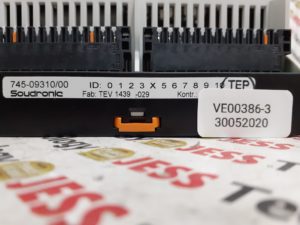 745-09310/00
Soudronic
ID: 0 1 2 3 X 5 6 7 8 9
TEP
Fab: TEV 1439 -029
Kontr.
VE00386-3
30052020
JESS